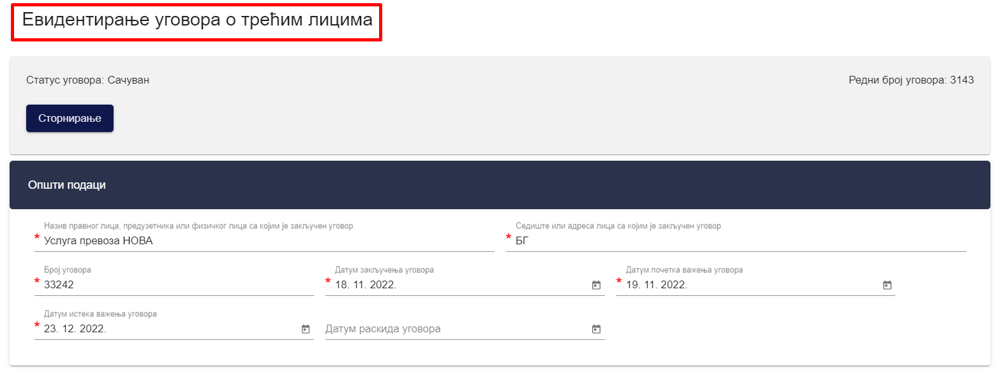 Евидентирање уговора о трећим лицима
Статус уговора: Сачуван
Редни број уговора: 3143
Сторнирање
Општи подаци
Назив правног лица, предузетника или физичког лица са којим је закључен уговор
* Услуга превоза НОВА
Седиште или адреса лица са којим је закључен уговор
* БГ
Број уговора
* 33242
Датум закључења уговора
* 18. 11. 2022.
Датум почетка важења уговора
* 19. 11. 2022.
Датум истека важења уговора
* 23. 12. 2022.
Датум раскида уговора